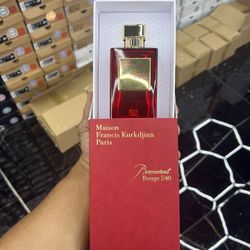 Maison
Francis Kurkdjian
Paris
Baccarat
Rouge 540